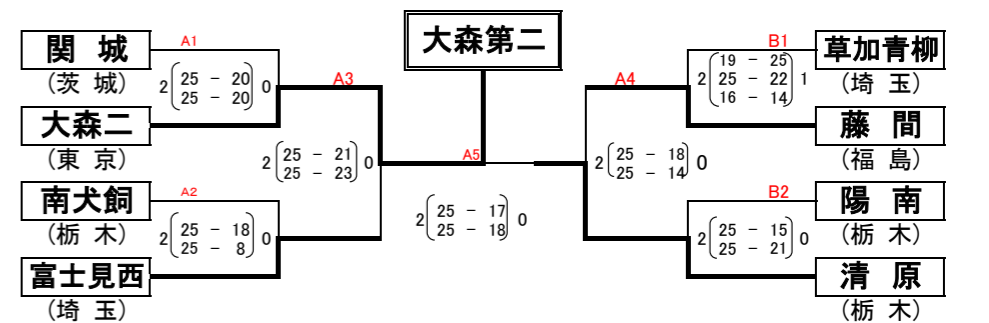 大森第二
関 城
(茨 城)
A1
2 25 - 20 0
25 - 20
大森二
(東 京)
A3
2 25 - 21 0
25 - 23
南犬飼
(栃 木)
A2
2 25 - 18 0
25 - 8
富士見西
(埼 玉)
A5
2 25 - 17 0
25 - 18
草加青柳
(埼 玉)
B1
19 - 25
2 25 - 22 1
16 - 14
藤 間
(福 島)
A4
2 25 - 18 0
25 - 14
陽 南
(栃 木)
B2
2 25 - 15 0
25 - 21
清 原
(栃 木)